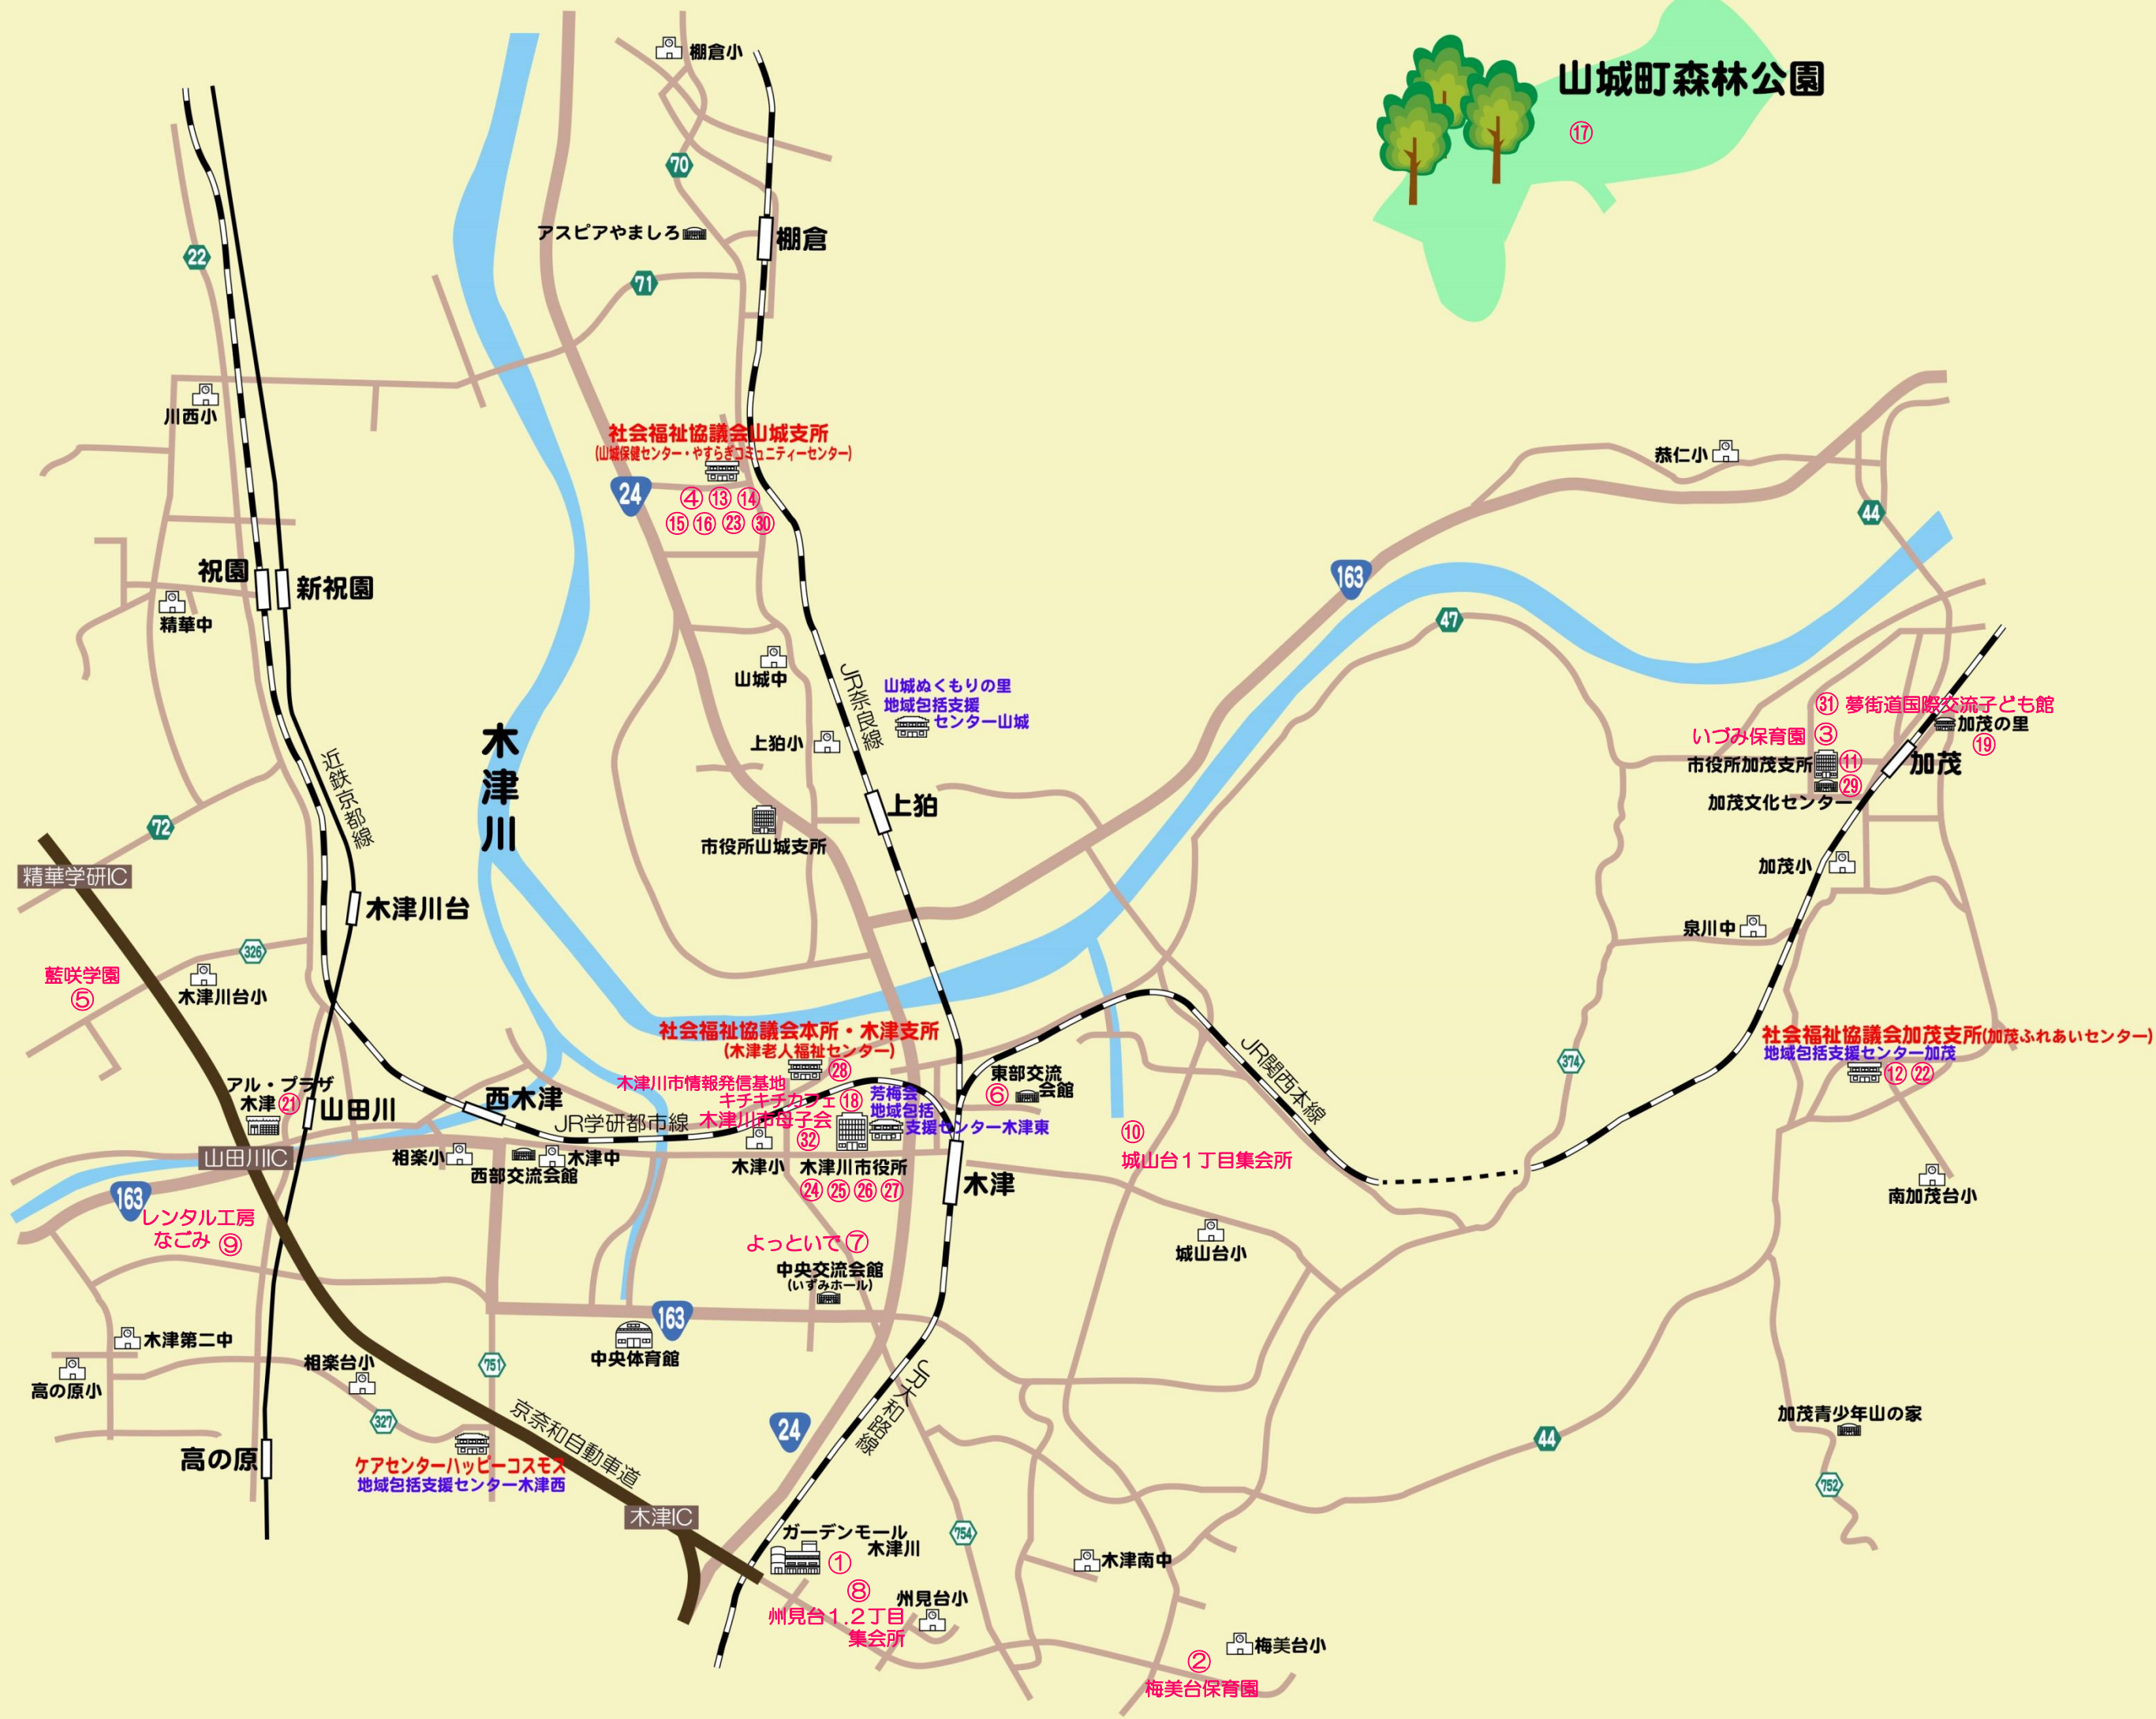 棚倉小
山城町森林公園
⑰
70
アスピアやましろ
棚倉
22
71
川西小
社会福祉協議会山城支所
(山城保健センター・やすらぎコミュニティーセンター)
24
④ ⑬ ⑭
⑮ ⑯ ㉓ ㉚
恭仁小
44
163
47
祝園
新祝園
精華中
山城中
JR奈良線
山城ぬくもりの里
地域包括支援
センター山城
上狛小
上狛
市役所山城支所
木津川
近鉄京都線
㉛ 夢街道国際交流子ども館
加茂の里
⑲
いづみ保育園 ③
市役所加茂支所 ⑪
㉙
加茂文化センター
加茂
加茂小
泉川中
72
精華学研IC
木津川台
326
藍咲学園
⑤
木津川台小
社会福祉協議会本所・木津支所
(木津老人福祉センター)
㉘
木津川市情報発信基地
キチキチカフェ ⑱
木津川市母子会
㉜
芳梅会
地域包括
支援センター木津東
東部交流
会館
⑥
JR関西本線
374
社会福祉協議会加茂支所(加茂ふれあいセンター)
地域包括支援センター加茂
⑫ ㉒
アル・プラザ
木津 ㉑
山田川
西木津
JR学研都市線
山田川IC
相楽小
西部交流会館
木津中
木津小
木津川市役所
㉔ ㉕ ㉖ ㉗
木津
⑩
城山台1丁目集会所
城山台小
南加茂台小
163
レンタル工房
なごみ ⑨
よっといで ⑦
中央交流会館
(いずみホール)
163
中央体育館
木津第二中
高の原小
相楽台小
751
327
高の原
ケアセンターハッピーコスモス
地域包括支援センター木津西
京奈和自動車道
24
JR大和路線
44
加茂青少年山の家
752
木津IC
ガーデンモール
木津川
①
⑧
州見台1.2丁目
集会所
州見台小
754
木津南中
梅美台小
②
梅美台保育園